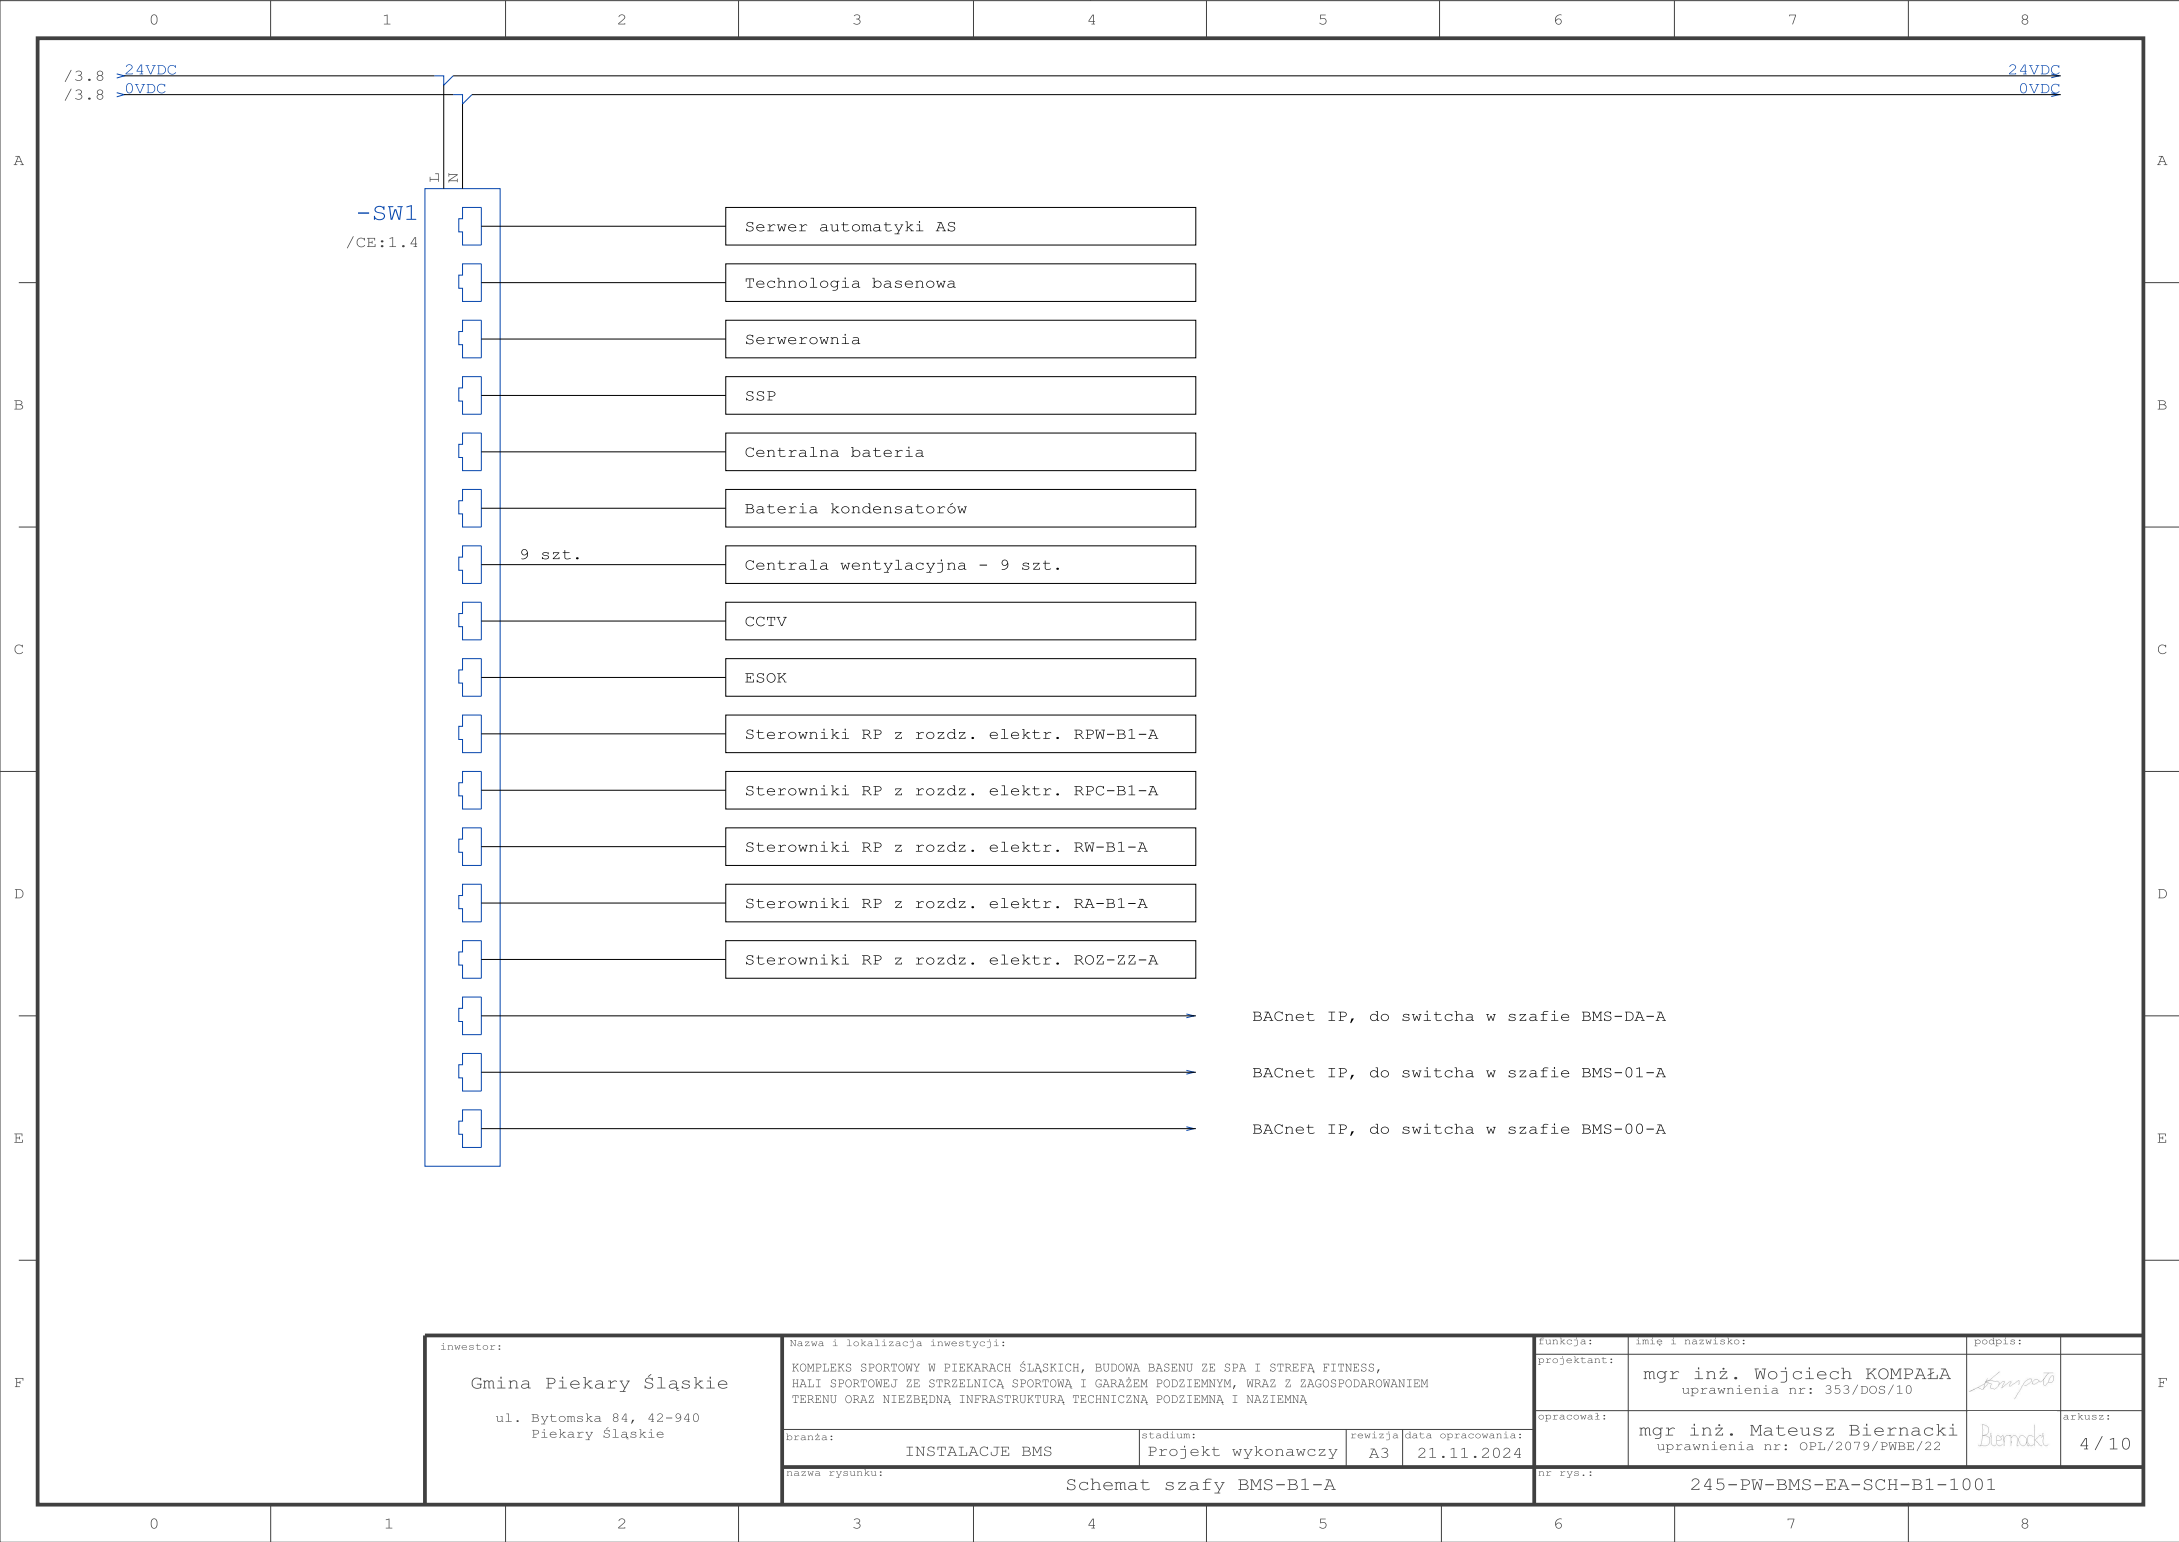 0 1 2 3 4 5 6 7 8
/3.8 24VDC 24VDC
/3.8 0VDC 0VDC
A A
L N
-SW1
/CE:1.4
Serwer automatyki AS
Technologia basenowa
Serwerownia
SSP
B B
Centralna bateria
Bateria kondensatorów
9 szt.
Centrala wentylacyjna - 9 szt.
CCTV
C C
ESOK
Sterowniki RP z rozdz. elektr. RPW-B1-A
Sterowniki RP z rozdz. elektr. RPC-B1-A
Sterowniki RP z rozdz. elektr. RW-B1-A
D D
Sterowniki RP z rozdz. elektr. RA-B1-A
Sterowniki RP z rozdz. elektr. ROZ-ZZ-A
BACnet IP, do switcha w szafie BMS-DA-A
BACnet IP, do switcha w szafie BMS-01-A
BACnet IP, do switcha w szafie BMS-00-A
E E
F F
inwestor:
Gmina Piekary Śląskie
ul. Bytomska 84, 42-940
Piekary Śląskie
Nazwa i lokalizacja inwestycji:
KOMPLEKS SPORTOWY W PIEKARACH ŚLĄSKICH, BUDOWA BASENU ZE SPA I STREFĄ FITNESS,
HALI SPORTOWEJ ZE STRZELNICĄ SPORTOWĄ I GARAŻEM PODZIEMNYM, WRAZ Z ZAGOSPODAROWANIEM
TERENU ORAZ NIEZBĘDNĄ INFRASTRUKTURĄ TECHNICZNĄ PODZIEMNĄ I NAZIEMNĄ
branża:
INSTALACJE BMS
stadium:
Projekt wykonawczy
rewizja
A3
data opracowania:
21.11.2024
nazwa rysunku:
Schemat szafy BMS-B1-A
funkcja: imię i nazwisko: podpis:
projektant:
mgr inż. Wojciech KOMPAŁA
uprawnienia nr: 353/DOS/10
Kompała
opracował:
mgr inż. Mateusz Biernacki
uprawnienia nr: OPL/2079/PWBE/22
Biernacki
arkusz:
4/10
nr rys.:
245-PW-BMS-EA-SCH-B1-1001
0 1 2 3 4 5 6 7 8